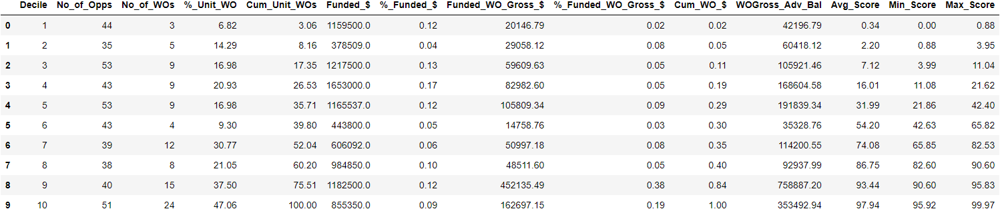 Decile No_of_Opps No_of_WOs %_Unit_WO Cum_Unit_WOs Funded_$ %_Funded_$ Funded_WO_Gross_$ %_Funded_WO_Gross_$ Cum_WO_$ WOGross_Adv_Bal Avg_Score Min_Score Max_Score
0 1 44 3 6.82 3.06 1159500.0 0.12 20146.79 0.02 0.02 42196.79 0.34 0.00 0.88
1 2 35 5 14.29 8.16 378509.0 0.04 29058.12 0.08 0.05 60418.12 2.20 0.88 3.95
2 3 53 9 16.98 17.35 1217500.0 0.13 59609.63 0.05 0.11 105921.46 7.12 3.99 11.04
3 4 43 9 20.93 26.53 1653000.0 0.17 82982.60 0.05 0.19 168604.58 16.01 11.08 21.62
4 5 53 9 16.98 35.71 1165537.0 0.12 105809.34 0.09 0.29 191839.34 31.99 21.86 42.40
5 6 43 4 9.30 39.80 443800.0 0.05 14758.76 0.03 0.30 35328.76 54.20 42.63 65.82
6 7 39 12 30.77 52.04 606092.0 0.06 50997.18 0.08 0.35 114200.55 74.08 65.85 82.53
7 8 38 8 21.05 60.20 984850.0 0.10 48511.60 0.05 0.40 92937.99 86.75 82.60 90.60
8 9 40 15 37.50 75.51 1182500.0 0.12 452135.49 0.38 0.84 758887.20 93.44 90.60 95.83
9 10 51 24 47.06 100.00 855350.0 0.09 162697.15 0.19 1.00 353492.94 97.94 95.92 99.97